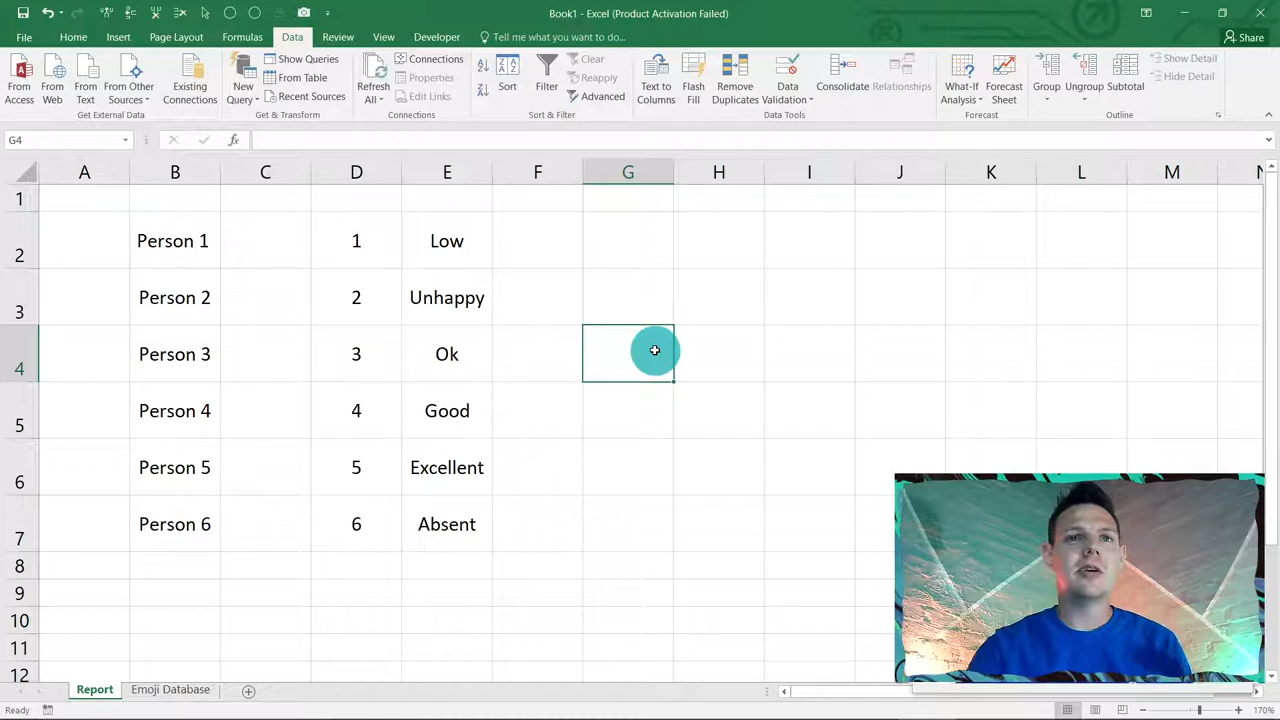 Book1 - Excel (Product Activation Failed)
File Home Insert Page Layout Formulas Data Review View Developer Tell me what you want to do... Share
From Access
From Web
From Text
From Other Sources
Existing Connections
Get External Data
New Query
Show Queries
From Table
Recent Sources
Get & Transform
Refresh All
Connections
Properties
Edit Links
Connections
Sort
Filter
Clear
Reapply
Advanced
Sort & Filter
Text to Columns
Flash Fill
Remove Duplicates
Data Validation
Consolidate
Relationships
Data Tools
What-If Analysis
Forecast Sheet
Forecast
Group
Ungroup
Subtotal
Show Detail
Hide Detail
Outline
G4 fx
A B C D E F G H I J K L M
1
2 Person 1 1 Low
3 Person 2 2 Unhappy
4 Person 3 3 Ok
5 Person 4 4 Good
6 Person 5 5 Excellent
7 Person 6 6 Absent
8
9
10
11
12
Report Emoji Database
Ready 170%